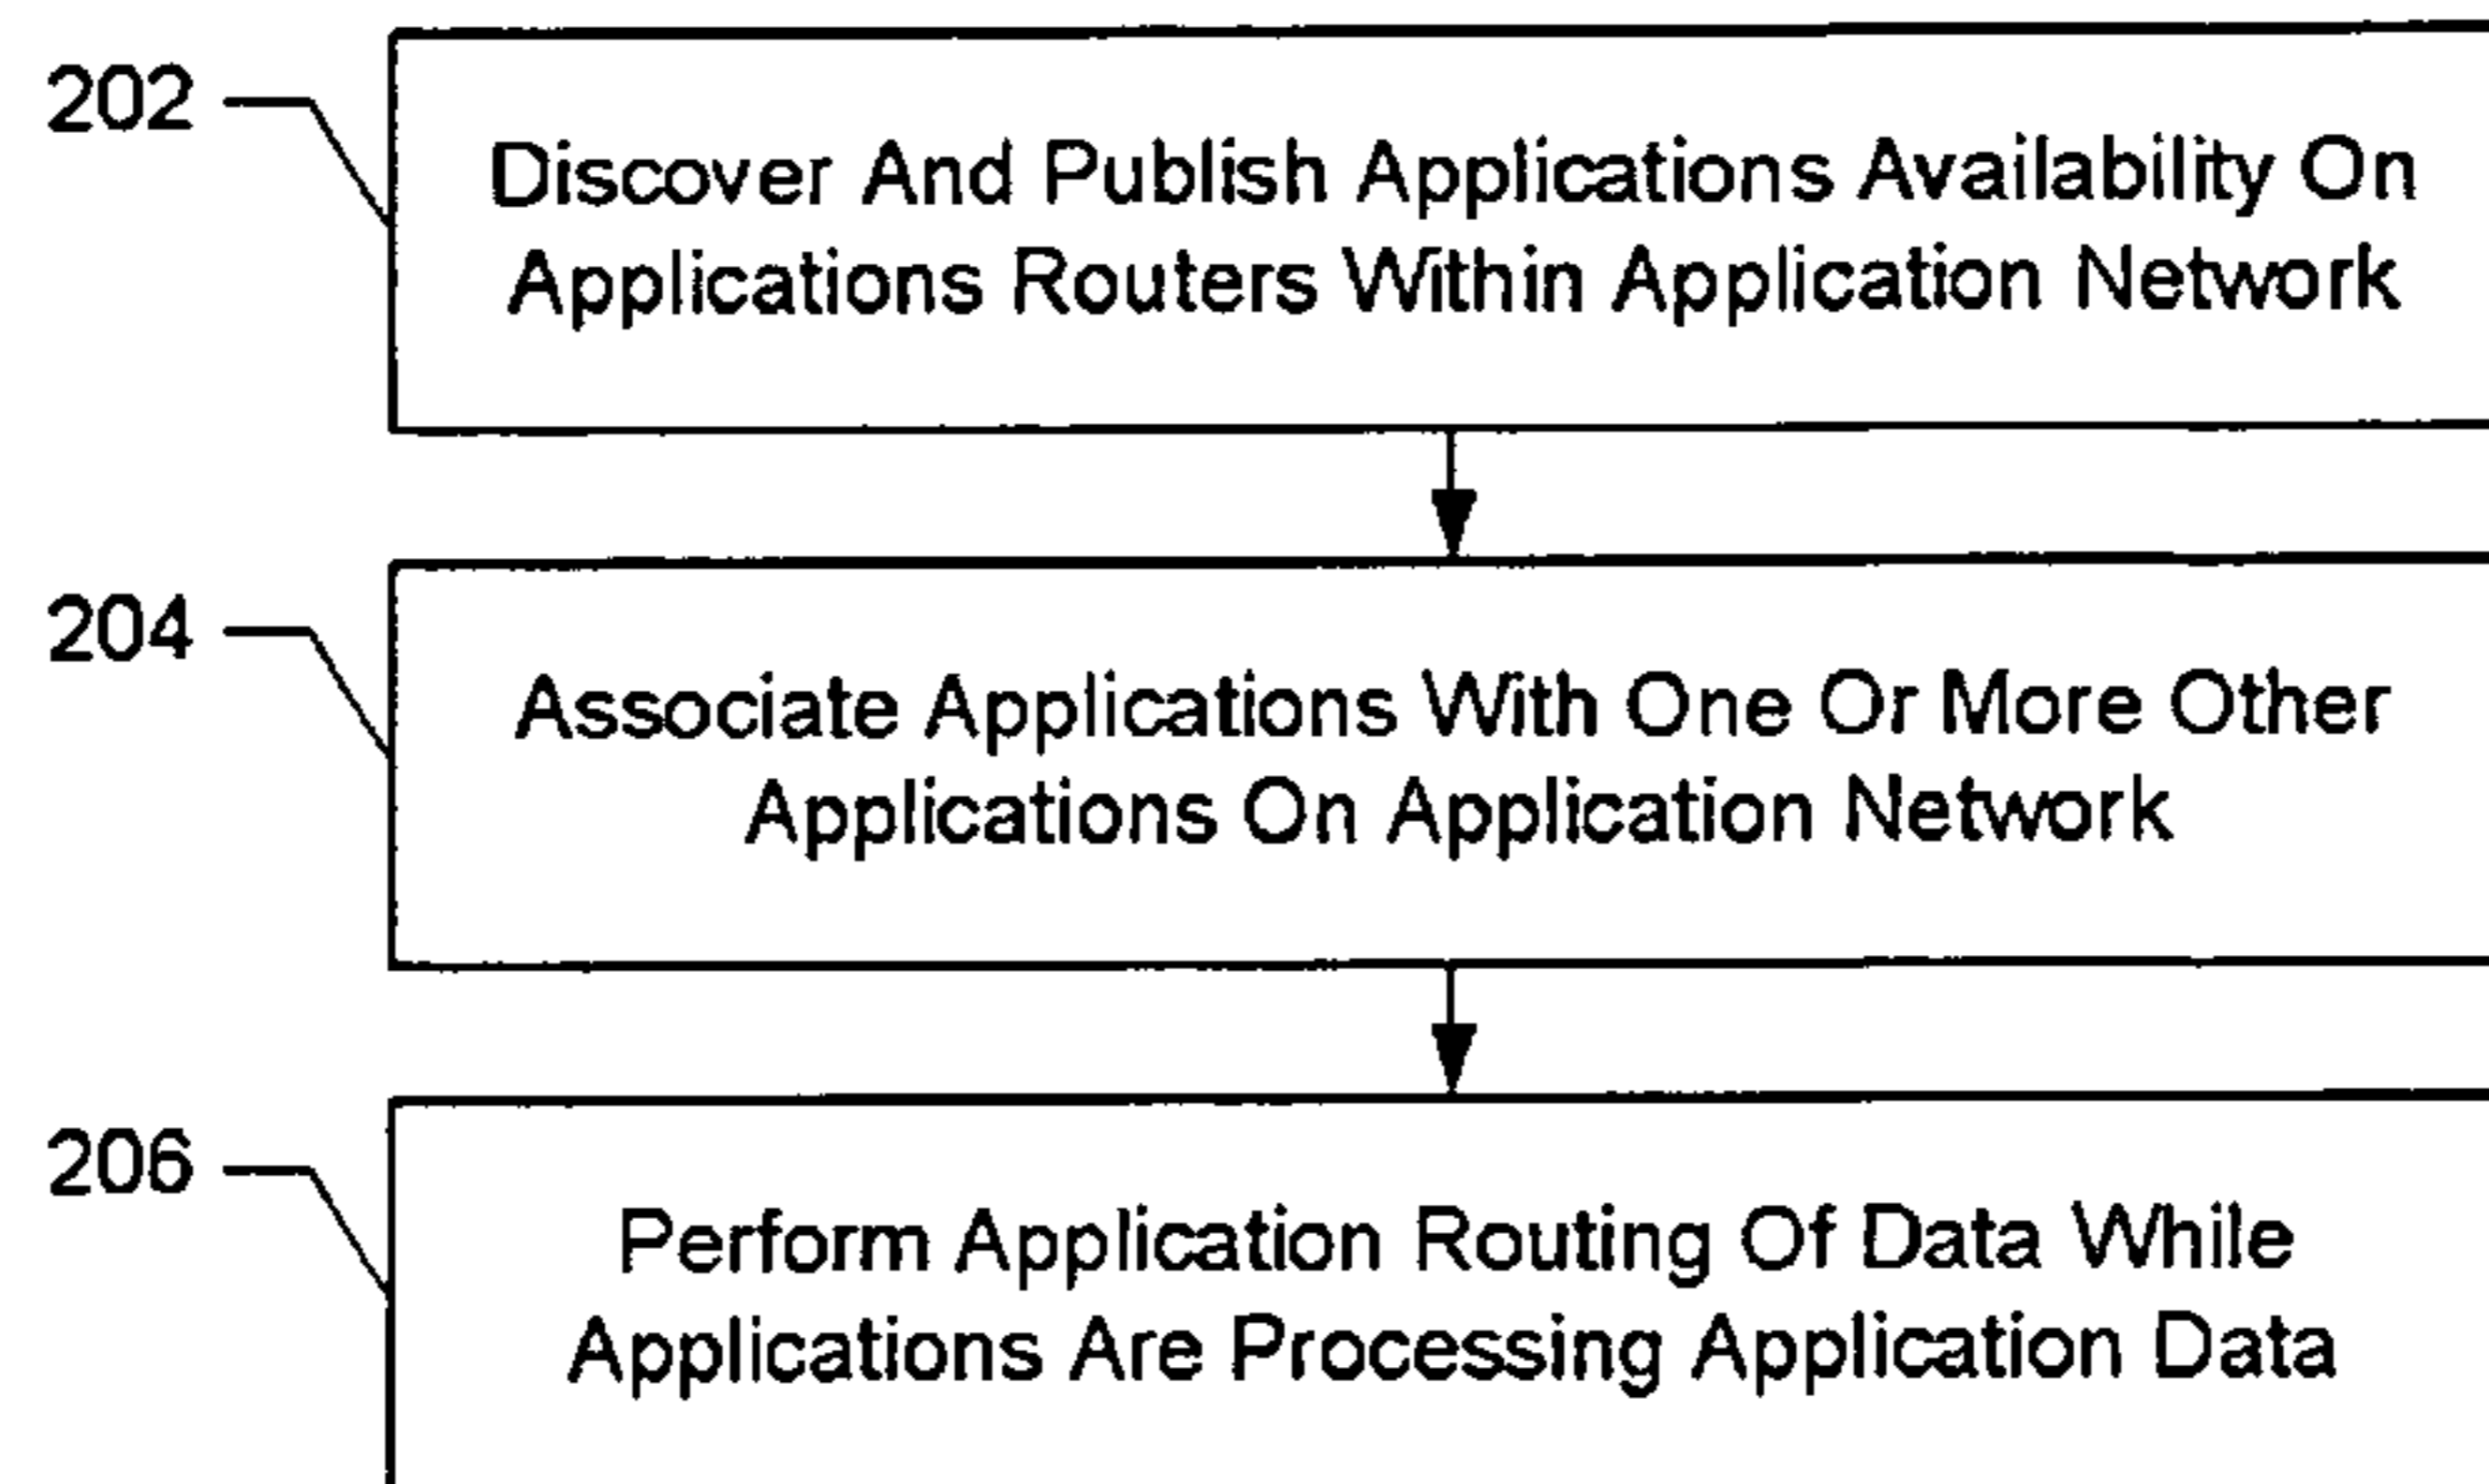 202
Discover And Publish Applications Availability On
Applications Routers Within Application Network
204
Associate Applications With One Or More Other
Applications On Application Network
206
Perform Application Routing Of Data While
Applications Are Processing Application Data